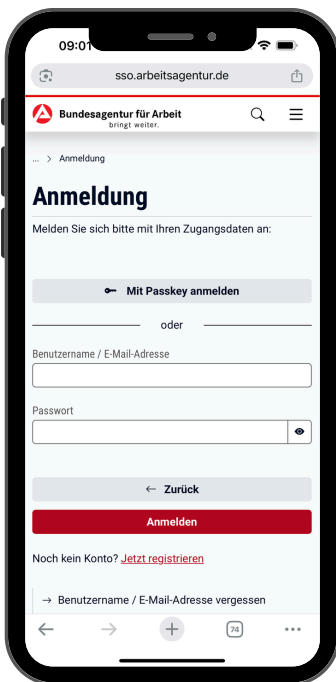 09:01
sso.arbeitsagentur.de
Bundesagentur für Arbeit
bringt weiter.
... > Anmeldung
Anmeldung
Melden Sie sich bitte mit Ihren Zugangsdaten an:
Mit Passkey anmelden
oder
Benutzername / E-Mail-Adresse
Passwort
← Zurück
Anmelden
Noch kein Konto? Jetzt registrieren
→ Benutzername / E-Mail-Adresse vergessen
74